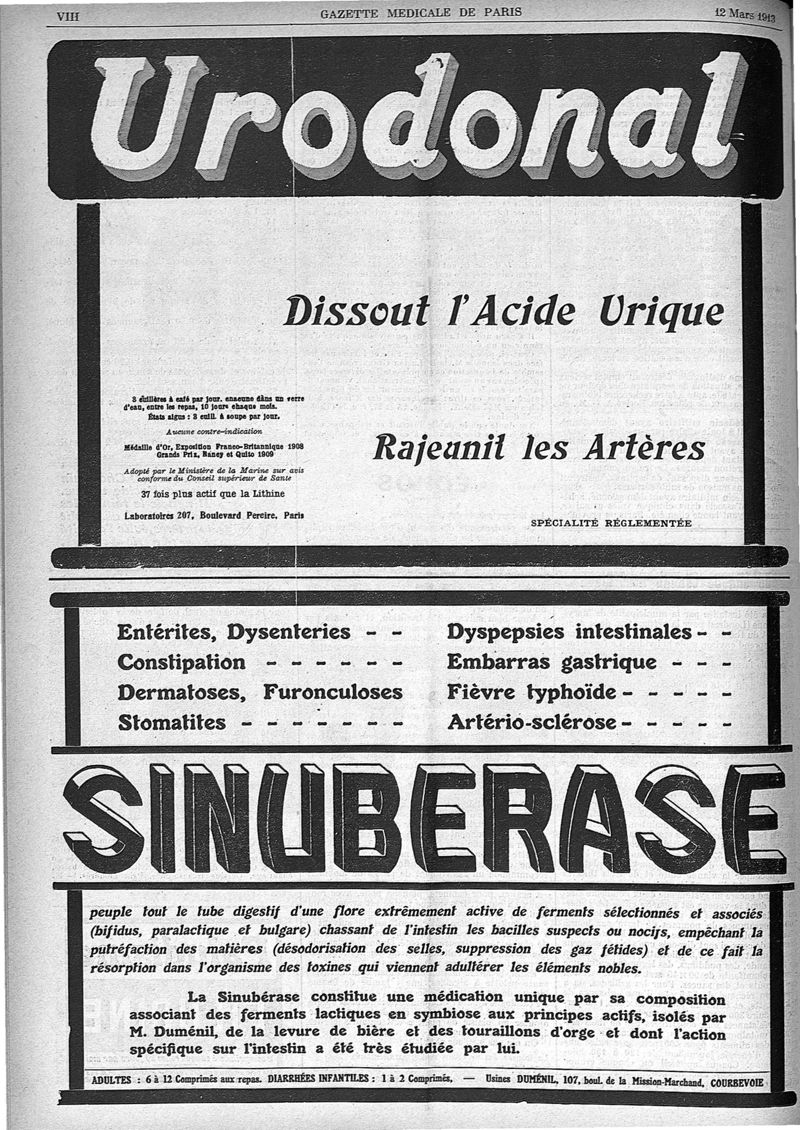 VIII
GAZETTE MEDICALE DE PARIS
12 Mars 1913
Urodonal
Dissout l'Acide Urique
3 cuillères à café par jour, chacune dans un verre
d'eau, entre les repas, 10 jours chaque mois.
États aigus : 3 cuill. à soupe par jour.
Aucune contre-indication
Médaille d'Or, Exposition Franco-Britannique 1908
Grands Prix, Nancy et Quito 1909
Adopté par le Ministère de la Marine sur avis
conforme du Conseil supérieur de Santé
37 fois plus actif que la Lithine
Laboratoires 207, Boulevard Pereire, Paris
Rajeunit les Artères
SPÉCIALITÉ RÉGLEMENTÉE
Entérites, Dysenteries - -
Constipation - - - - - -
Dermatoses, Furonculoses
Stomatites - - - - - - -
Dyspepsies intestinales - -
Embarras gastrique - - -
Fièvre typhoïde - - - - -
Artério-sclérose - - - - -
SINUBERASE
peuple tout le tube digestif d'une flore extrêmement active de ferments sélectionnés et associés
(bifidus, paralactique et bulgare) chassant de l'intestin les bacilles suspects ou nocifs, empêchant la
putréfaction des matières (désodorisation des selles, suppression des gaz fétides) et de ce fait la
résorption dans l'organisme des toxines qui viennent adultérer les éléments nobles.
La Sinubérase constitue une médication unique par sa composition
associant des ferments lactiques en symbiose aux principes actifs, isolés par
M. Duménil, de la levure de bière et des touraillons d'orge et dont l'action
spécifique sur l'intestin a été très étudiée par lui.
ADULTES : 6 à 12 Comprimés aux repas. DIARRHÉES INFANTILES : 1 à 2 Comprimés, — Usines DUMÉNIL, 107, boul. de la Mission-Marchand, COURBEVOIE